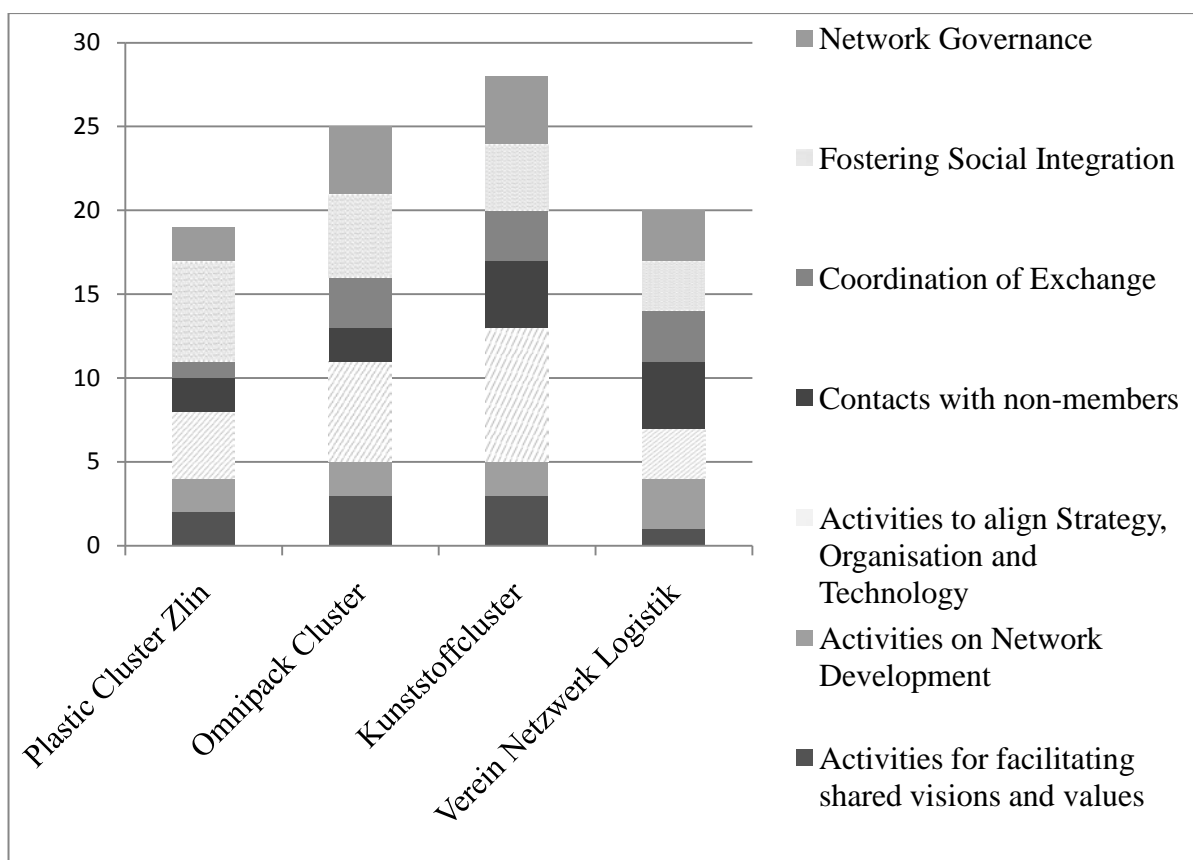 30
25
20
15
10
5
0
Plastic Cluster Zlin
Omnipack Cluster
Kunststoffcluster
Verein Netzwerk Logistik
Network Governance
Fostering Social Integration
Coordination of Exchange
Contacts with non-members
Activities to align Strategy,
Organisation and
Technology
Activities on Network
Development
Activities for facilitating
shared visions and values